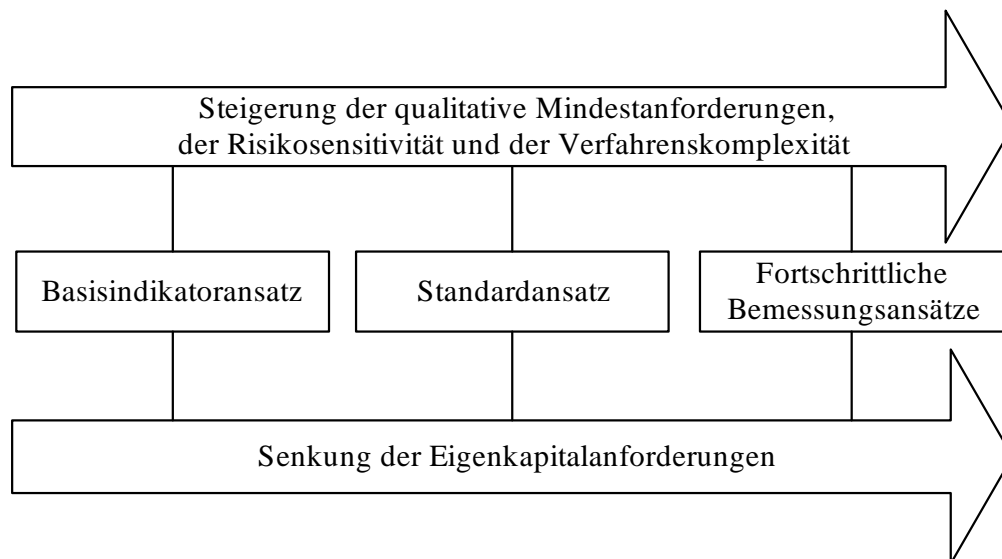 Steigerung der qualitative Mindestanforderungen,
der Risikosensitivität und der Verfahrenskomplexität
Basisindikatoransatz
Standardansatz
Fortschrittliche
Bemessungsansätze
Senkung der Eigenkapitalanforderungen